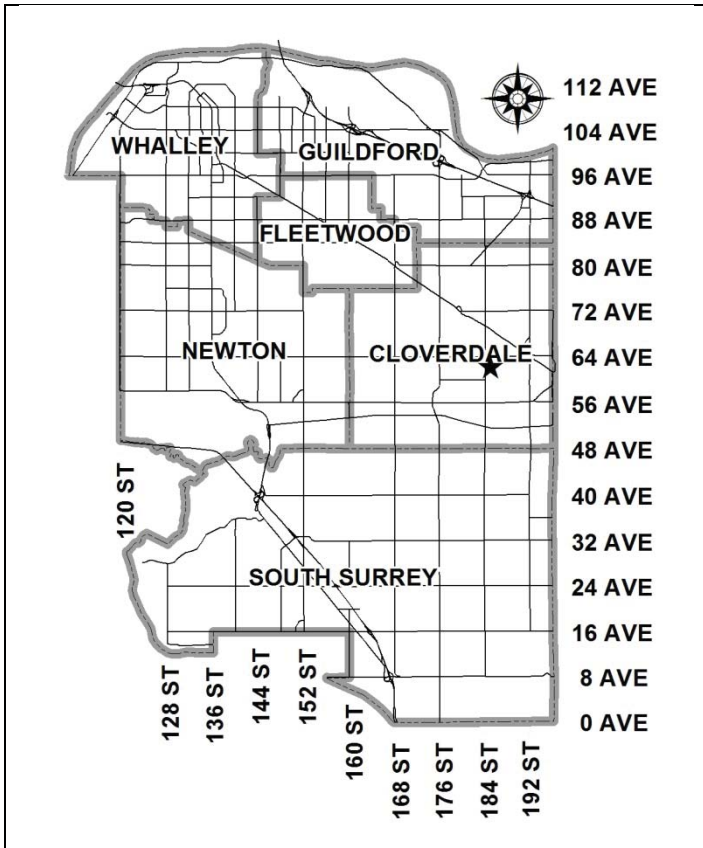 112 AVE
104 AVE
WHALLEY
GUILDFORD
96 AVE
88 AVE
FLEETWOOD
80 AVE
72 AVE
NEWTON
CLOVERDALE
64 AVE
56 AVE
48 AVE
120 ST
40 AVE
32 AVE
SOUTH SURREY
24 AVE
16 AVE
128 ST
136 ST
144 ST
152 ST
160 ST
8 AVE
0 AVE
168 ST
176 ST
184 ST
192 ST